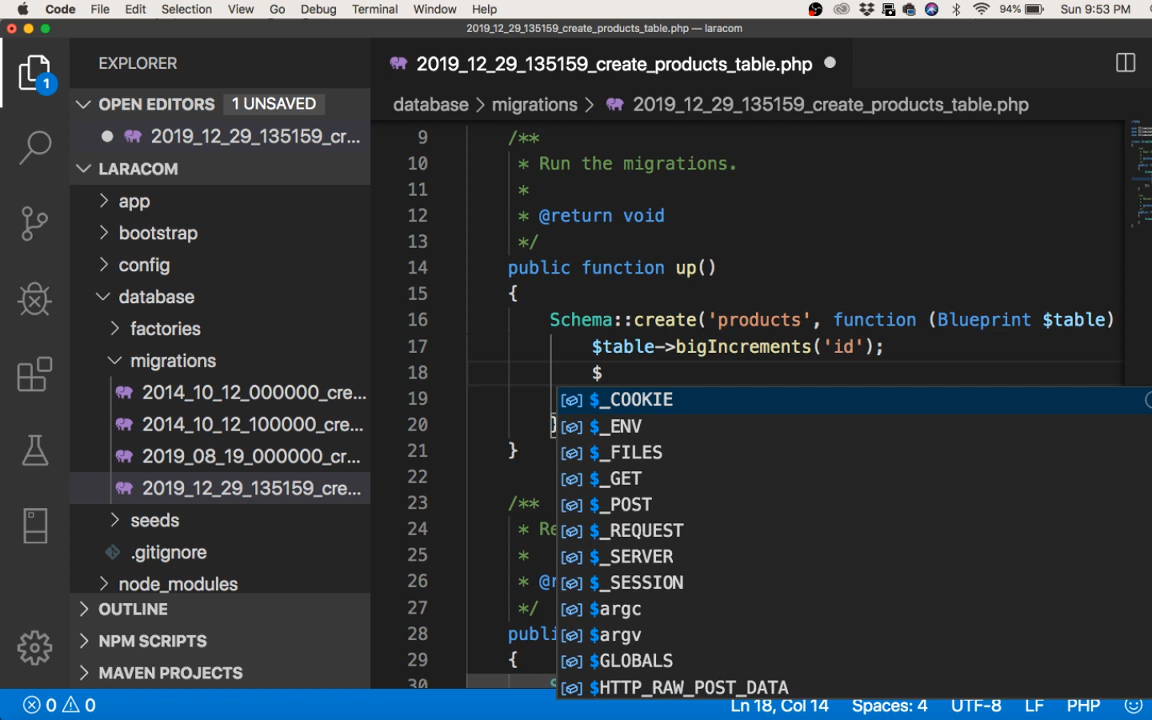 Code File Edit Selection View Go Debug Terminal Window Help 94% Sun 9:53 PM
2019_12_29_135159_create_products_table.php — laracom
EXPLORER
OPEN EDITORS 1 UNSAVED
2019_12_29_135159_cr...
LARACOM
app
bootstrap
config
database
factories
migrations
2014_10_12_000000_cre...
2014_10_12_100000_cre...
2019_08_19_000000_cr...
2019_12_29_135159_cre...
seeds
.gitignore
node_modules
OUTLINE
NPM SCRIPTS
MAVEN PROJECTS
1
2019_12_29_135159_create_products_table.php
database > migrations > 2019_12_29_135159_create_products_table.php
9 /**
10 * Run the migrations.
11 *
12 * @return void
13 */
14 public function up()
15 {
16 Schema::create('products', function (Blueprint $table)
17 $table->bigIncrements('id');
18 $
19
20 }
21 }
22
23 /**
24 * Re
25 *
26 * @r
27 */
28 publi
29 {
30 S
$_COOKIE
$_ENV
$_FILES
$_GET
$_POST
$_REQUEST
$_SERVER
$_SESSION
$argc
$argv
$GLOBALS
$HTTP_RAW_POST_DATA
0 0 Ln 18, Col 14 Spaces: 4 UTF-8 LF PHP